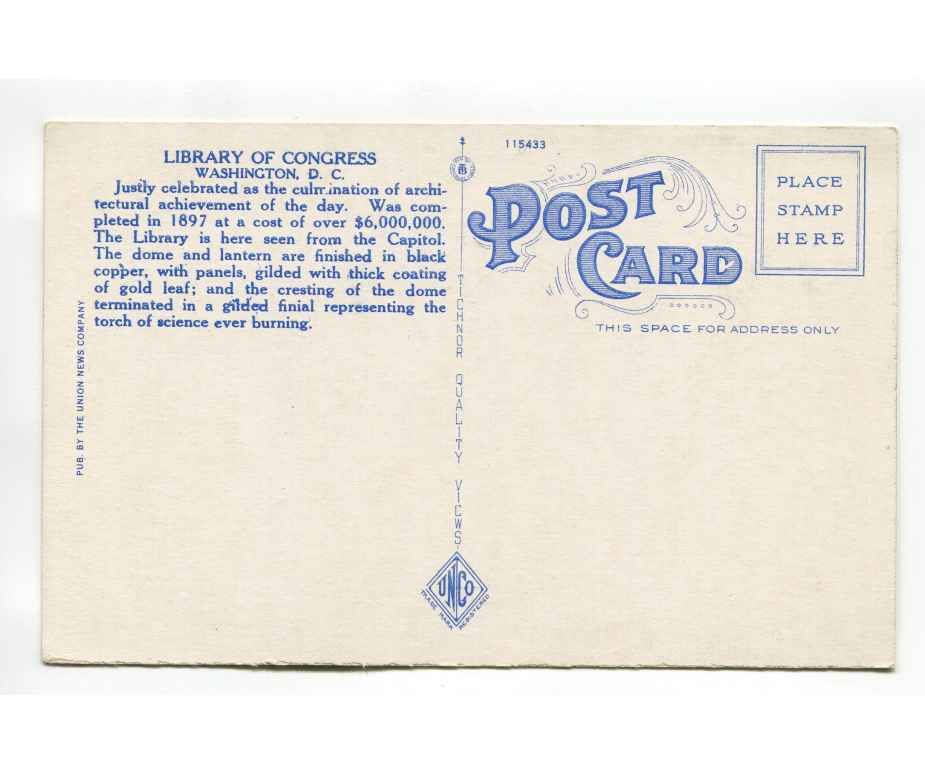 LIBRARY OF CONGRESS
WASHINGTON, D. C.
Justly celebrated as the culmination of archi-
tectural achievement of the day. Was com-
pleted in 1897 at a cost of over $6,000,000.
The Library is here seen from the Capitol.
The dome and lantern are finished in black
copper, with panels, gilded with thick coating
of gold leaf; and the cresting of the dome
terminated in a gilded finial representing the
torch of science ever burning.
PUB. BY THE UNION NEWS COMPANY
TICHNOR QUALITY VIEWS
UNCO
TRADE MARK REGISTERED
115433
POST
CARD
THIS SPACE FOR ADDRESS ONLY
PLACE
STAMP
HERE